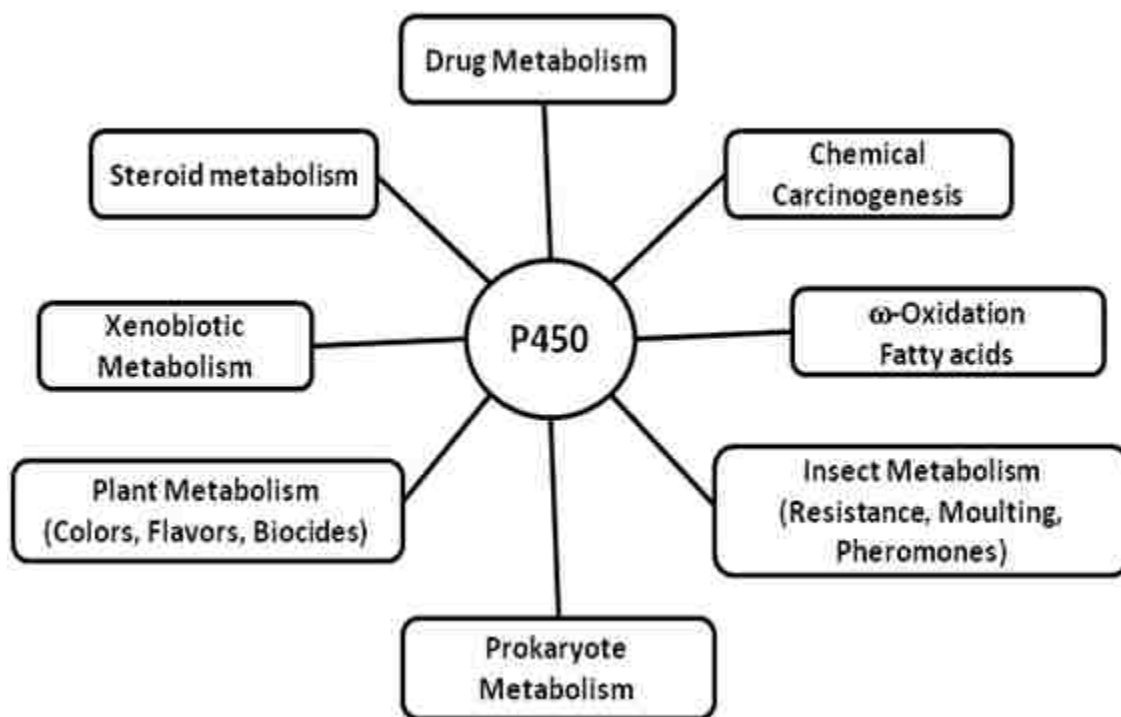 Drug Metabolism
Steroid metabolism
Chemical
Carcinogenesis
Xenobiotic
Metabolism
P450
ω-Oxidation
Fatty acids
Plant Metabolism
(Colors, Flavors, Biocides)
Insect Metabolism
(Resistance, Moulting,
Pheromones)
Prokaryote
Metabolism